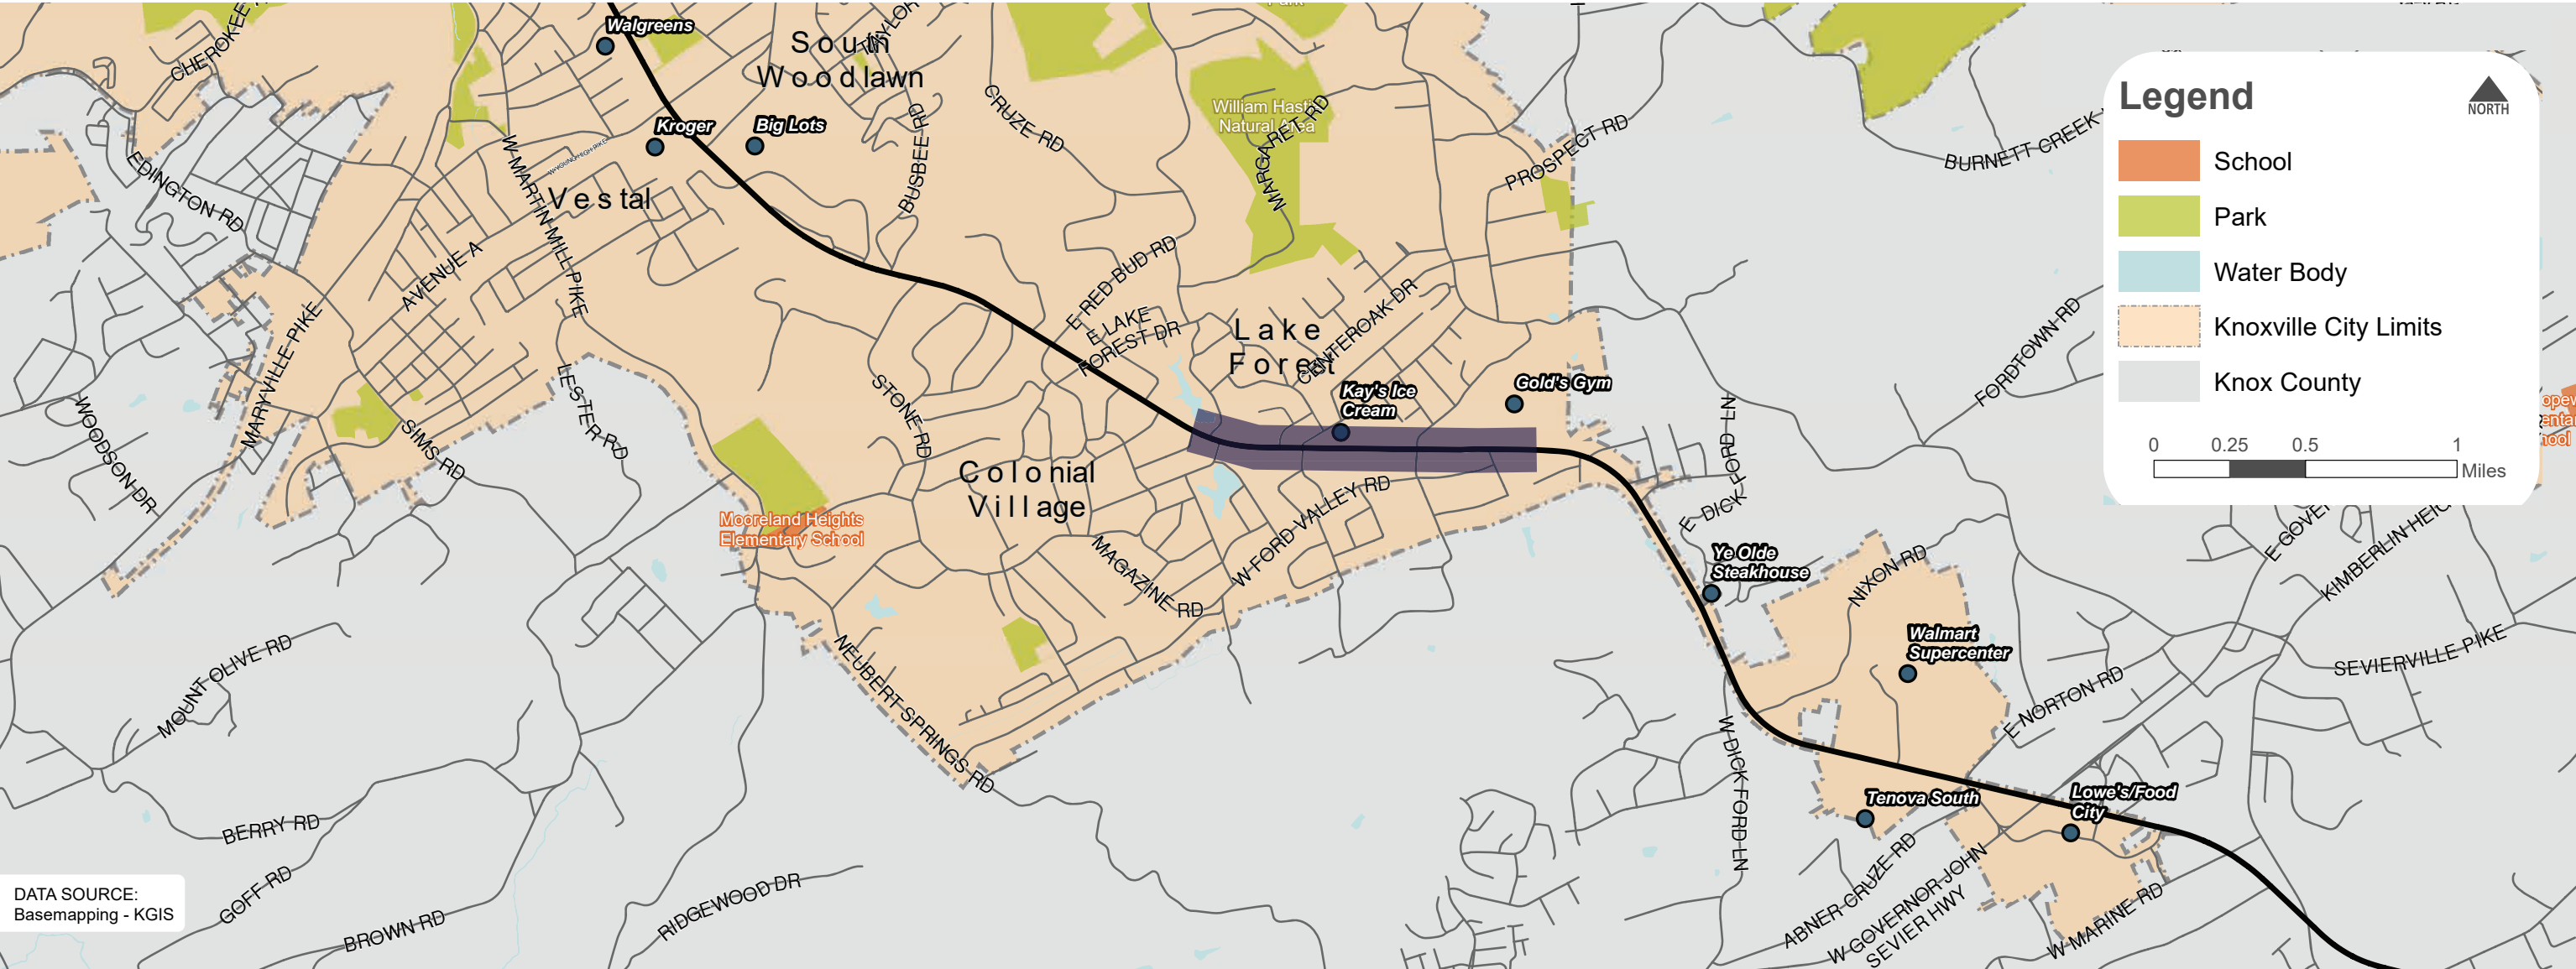 Walgreens
South
Woodlawn
TAYLOR
CHEROKEE
Park
Kroger
Big Lots
CRUZE RD
William Hasti
Natural Area
MARGARET RD
PROSPECT RD
BURNETT CREEK
EDINGTON RD
W MARTIN MILL PIKE
Vestal
BUSBEE RD
AVENUE A
MARYVILLE PIKE
E RED BUD RD
E LAKE
FOREST DR
Lake
Forest
CENTEROAK DR
Kay's Ice
Cream
Gold's Gym
FORDTOWN RD
WOODSON DR
SIMS RD
LESTER RD
STONE RD
Colonial
Village
Mooreland Heights
Elementary School
MAGAZINE RD
W FORD VALLEY RD
E DICK FORD LN
Ye Olde
Steakhouse
NIXON RD
Walmart
Supercenter
E NORTON RD
KIMBERLIN HEIG
E GOVER
SEVIERVILLE PIKE
MOUNT OLIVE RD
NEUBERT SPRINGS RD
W DICK FORD LN
Tenova South
Lowe's/Food
City
BERRY RD
GOFF RD
BROWN RD
RIDGEWOOD DR
ABNER CRUZE RD
W GOVERNOR JOHN
SEVIER HWY
W MARINE RD
Legend
NORTH
School
Park
Water Body
Knoxville City Limits
Knox County
0 0.25 0.5 1
Miles
opew
entar
hool
DATA SOURCE:
Basemapping - KGIS